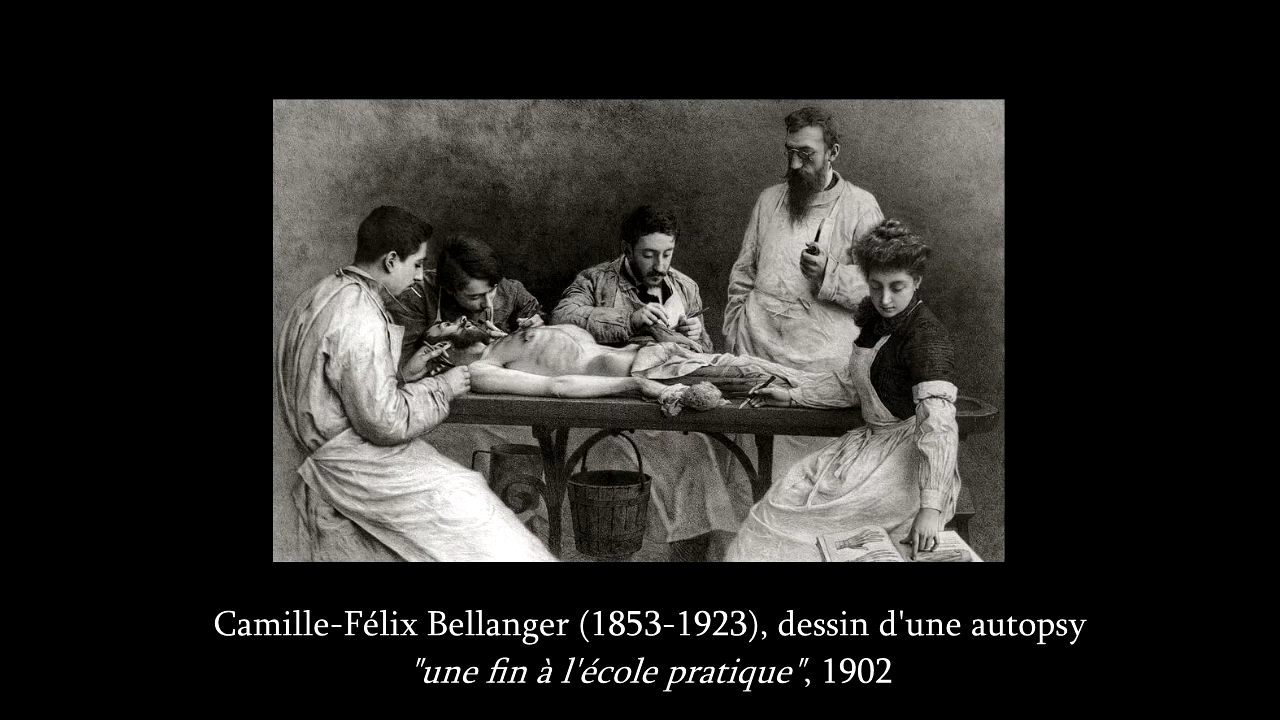 Camille-Félix Bellanger (1853-1923), dessin d'une autopsy
"une fin à l'école pratique", 1902